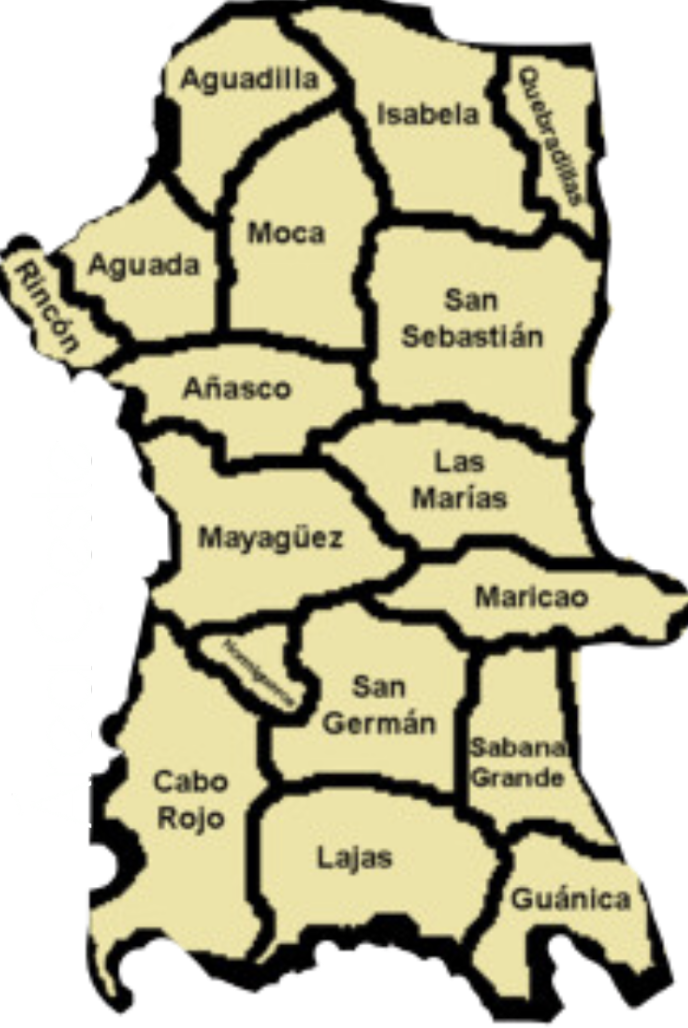 Aguadilla
Isabela
Quebradillas
Moca
Aguada
Rincón
San
Sebastián
Añasco
Las
Marías
Mayagüez
Maricao
Hormigueros
San
Germán
Sabana
Grande
Cabo
Rojo
Lajas
Guánica